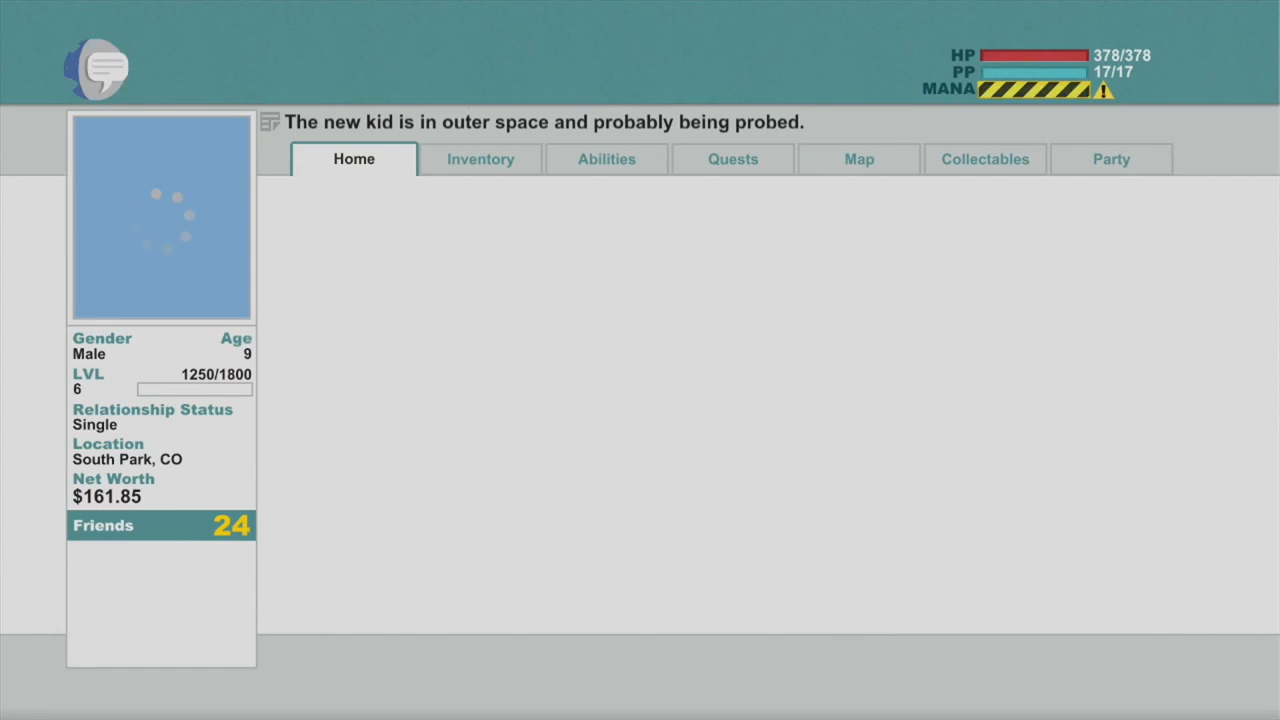 HP 378/378
PP 17/17
MANA
The new kid is in outer space and probably being probed.
Home Inventory Abilities Quests Map Collectables Party
Gender Age
Male 9
LVL 1250/1800
6
Relationship Status
Single
Location
South Park, CO
Net Worth
$161.85
Friends 24